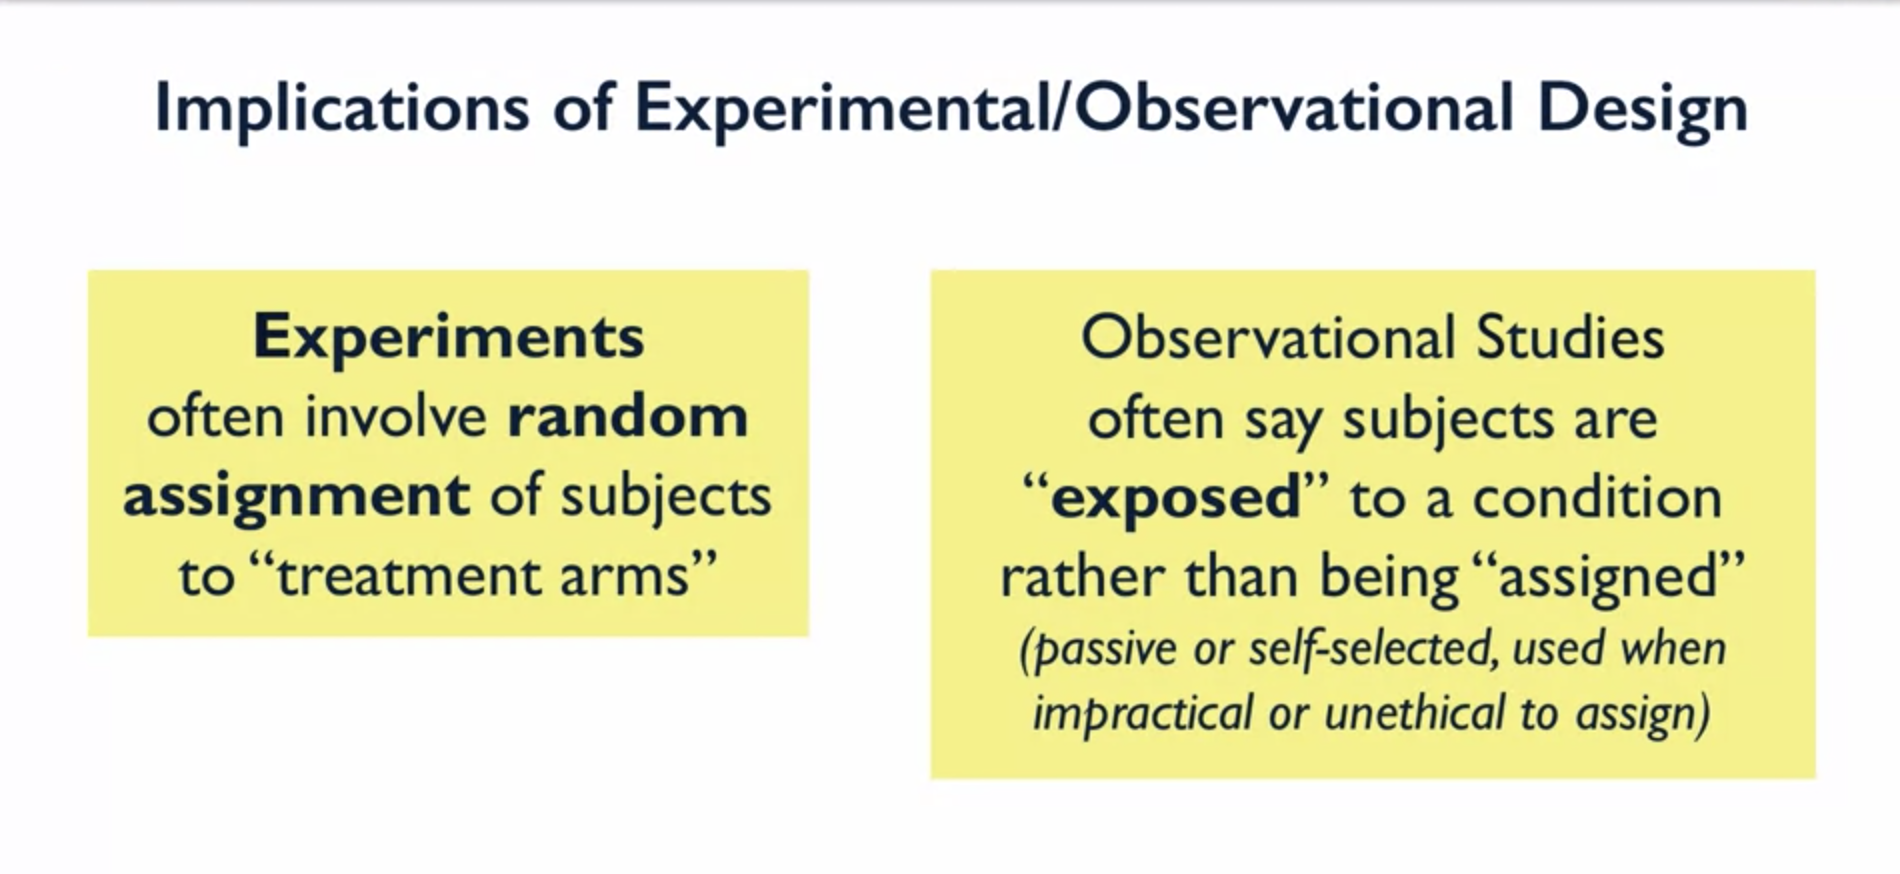 Implications of Experimental/Observational Design
Experiments
often involve random
assignment of subjects
to “treatment arms”
Observational Studies
often say subjects are
“exposed” to a condition
rather than being “assigned”
(passive or self-selected, used when
impractical or unethical to assign)